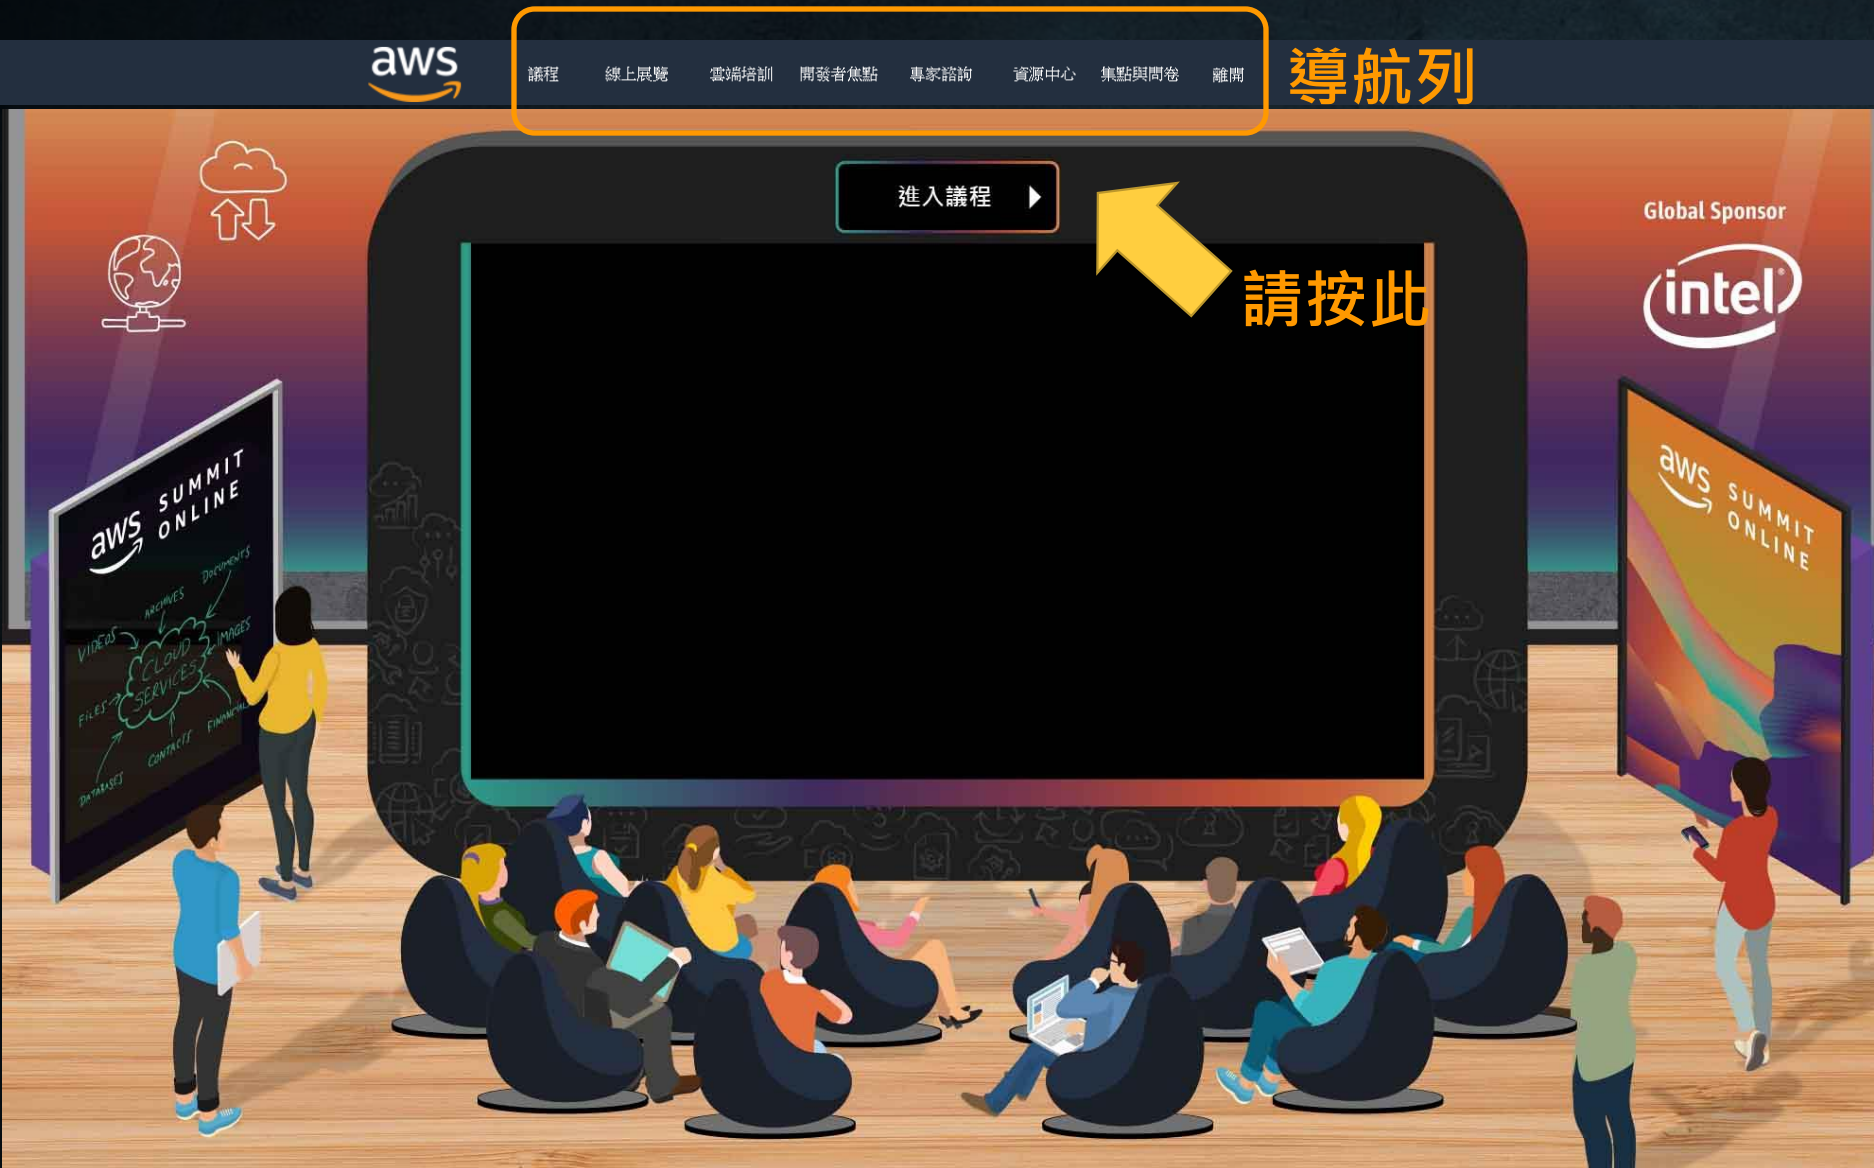 aws
議程 線上展覽 雲端培訓 開發者焦點 專家諮詢 資源中心 集點與問卷 離開
導航列
進入議程
請按此
Global Sponsor
intel
aws SUMMIT
ONLINE
DOCUMENTS
ARCHIVES
VIDEOS
IMAGES
CLOUD
SERVICES
FILES
FINANCIAL
CONTACTS
DATABASES
aws SUMMIT
ONLINE